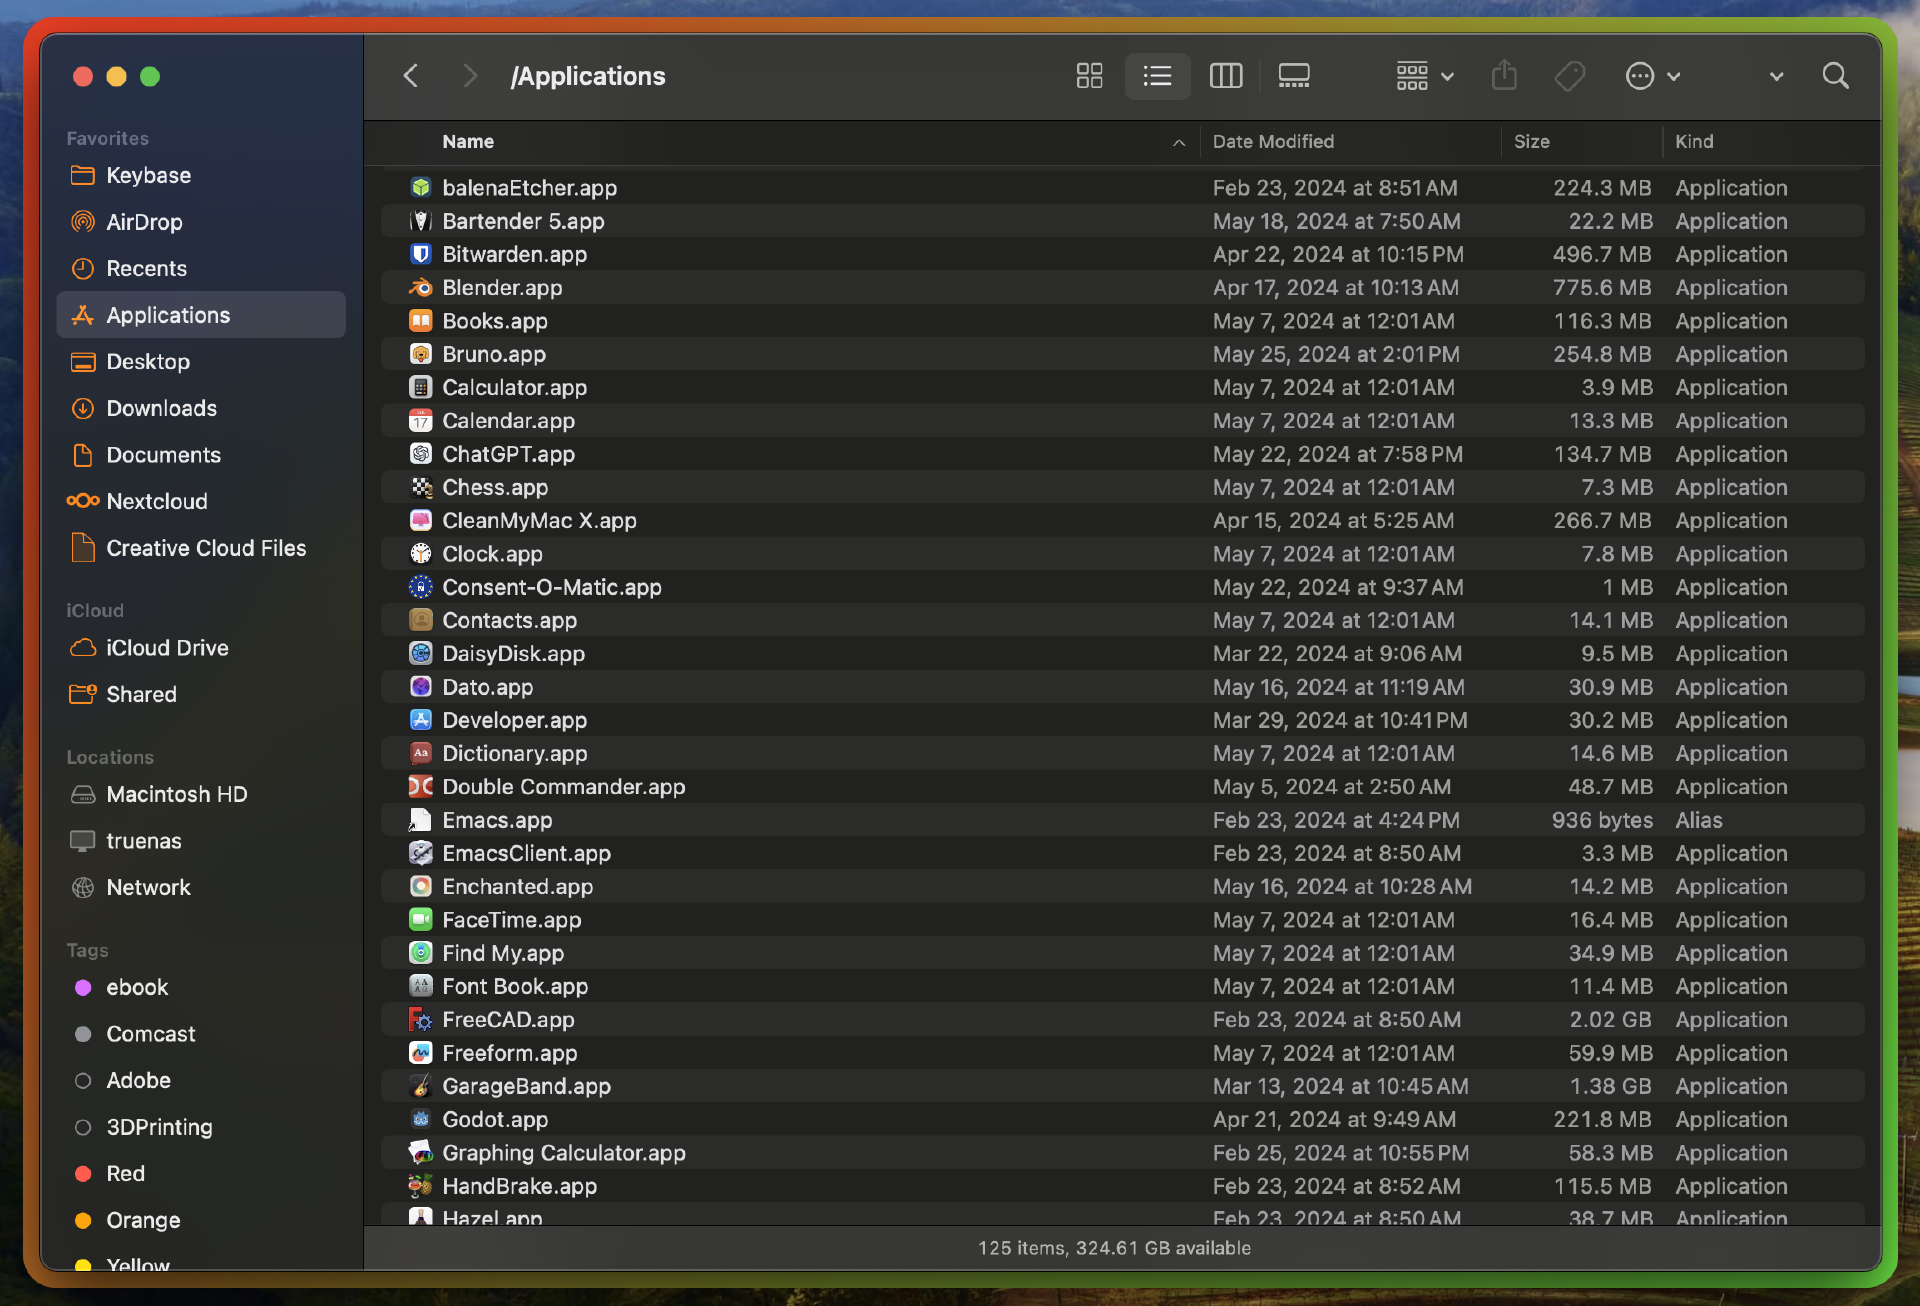 /Applications
Favorites
Keybase
AirDrop
Recents
Applications
Desktop
Downloads
Documents
Nextcloud
Creative Cloud Files
iCloud
iCloud Drive
Shared
Locations
Macintosh HD
truenas
Network
Tags
ebook
Comcast
Adobe
3DPrinting
Red
Orange
Yellow
Name Date Modified Size Kind
balenaEtcher.app Feb 23, 2024 at 8:51 AM 224.3 MB Application
Bartender 5.app May 18, 2024 at 7:50 AM 22.2 MB Application
Bitwarden.app Apr 22, 2024 at 10:15 PM 496.7 MB Application
Blender.app Apr 17, 2024 at 10:13 AM 775.6 MB Application
Books.app May 7, 2024 at 12:01 AM 116.3 MB Application
Bruno.app May 25, 2024 at 2:01 PM 254.8 MB Application
Calculator.app May 7, 2024 at 12:01 AM 3.9 MB Application
Calendar.app May 7, 2024 at 12:01 AM 13.3 MB Application
ChatGPT.app May 22, 2024 at 7:58 PM 134.7 MB Application
Chess.app May 7, 2024 at 12:01 AM 7.3 MB Application
CleanMyMac X.app Apr 15, 2024 at 5:25 AM 266.7 MB Application
Clock.app May 7, 2024 at 12:01 AM 7.8 MB Application
Consent-O-Matic.app May 22, 2024 at 9:37 AM 1 MB Application
Contacts.app May 7, 2024 at 12:01 AM 14.1 MB Application
DaisyDisk.app Mar 22, 2024 at 9:06 AM 9.5 MB Application
Dato.app May 16, 2024 at 11:19 AM 30.9 MB Application
Developer.app Mar 29, 2024 at 10:41 PM 30.2 MB Application
Dictionary.app May 7, 2024 at 12:01 AM 14.6 MB Application
Double Commander.app May 5, 2024 at 2:50 AM 48.7 MB Application
Emacs.app Feb 23, 2024 at 4:24 PM 936 bytes Alias
EmacsClient.app Feb 23, 2024 at 8:50 AM 3.3 MB Application
Enchanted.app May 16, 2024 at 10:28 AM 14.2 MB Application
FaceTime.app May 7, 2024 at 12:01 AM 16.4 MB Application
Find My.app May 7, 2024 at 12:01 AM 34.9 MB Application
Font Book.app May 7, 2024 at 12:01 AM 11.4 MB Application
FreeCAD.app Feb 23, 2024 at 8:50 AM 2.02 GB Application
Freeform.app May 7, 2024 at 12:01 AM 59.9 MB Application
GarageBand.app Mar 13, 2024 at 10:45 AM 1.38 GB Application
Godot.app Apr 21, 2024 at 9:49 AM 221.8 MB Application
Graphing Calculator.app Feb 25, 2024 at 10:55 PM 58.3 MB Application
HandBrake.app Feb 23, 2024 at 8:52 AM 115.5 MB Application
Hazel.app Feb 23, 2024 at 8:50 AM 38.7 MB Application
125 items, 324.61 GB available